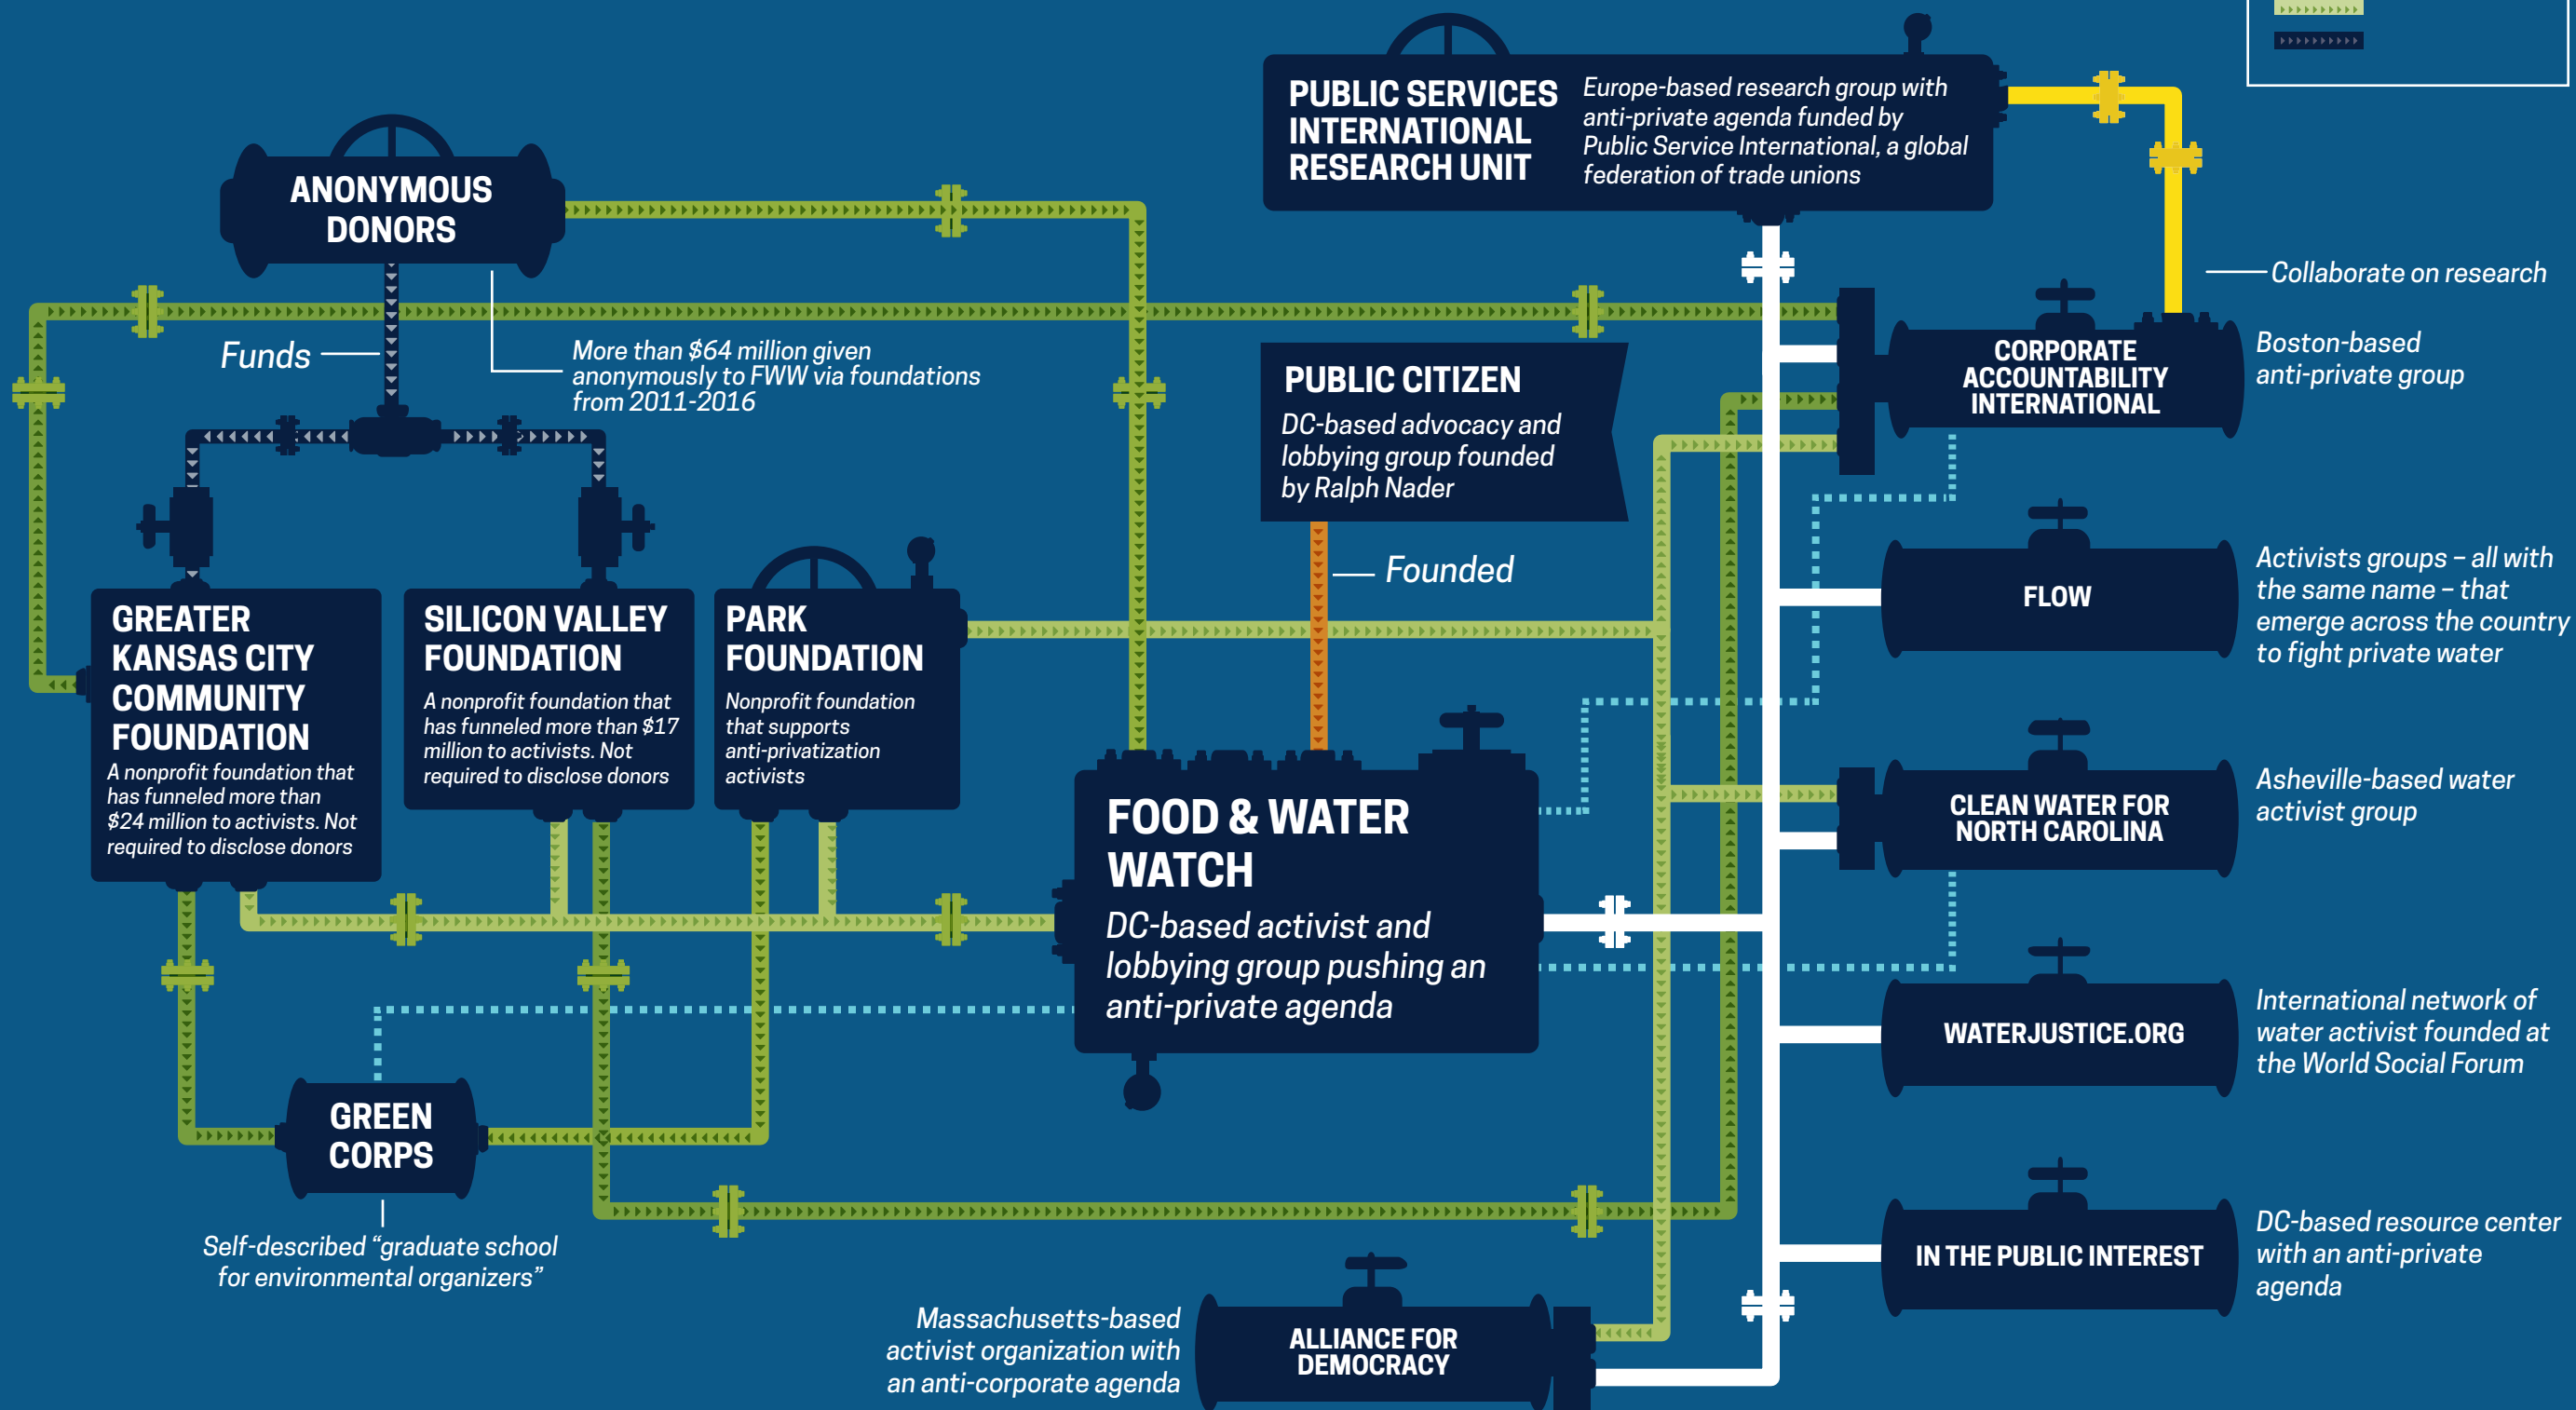 PUBLIC SERVICES
INTERNATIONAL
RESEARCH UNIT
Europe-based research group with
anti-private agenda funded by
Public Service International, a global
federation of trade unions
ANONYMOUS
DONORS
Collaborate on research
Funds
More than $64 million given
anonymously to FWW via foundations
from 2011-2016
PUBLIC CITIZEN
DC-based advocacy and
lobbying group founded
by Ralph Nader
CORPORATE
ACCOUNTABILITY
INTERNATIONAL
Boston-based
anti-private group
Founded
FLOW
Activists groups – all with
the same name – that
emerge across the country
to fight private water
GREATER
KANSAS CITY
COMMUNITY
FOUNDATION
A nonprofit foundation that
has funneled more than
$24 million to activists. Not
required to disclose donors
SILICON VALLEY
FOUNDATION
A nonprofit foundation that
has funneled more than $17
million to activists. Not
required to disclose donors
PARK
FOUNDATION
Nonprofit foundation
that supports
anti-privatization
activists
FOOD & WATER
WATCH
DC-based activist and
lobbying group pushing an
anti-private agenda
CLEAN WATER FOR
NORTH CAROLINA
Asheville-based water
activist group
WATERJUSTICE.ORG
International network of
water activist founded at
the World Social Forum
GREEN
CORPS
Self-described “graduate school
for environmental organizers”
IN THE PUBLIC INTEREST
DC-based resource center
with an anti-private
agenda
Massachusetts-based
activist organization with
an anti-corporate agenda
ALLIANCE FOR
DEMOCRACY